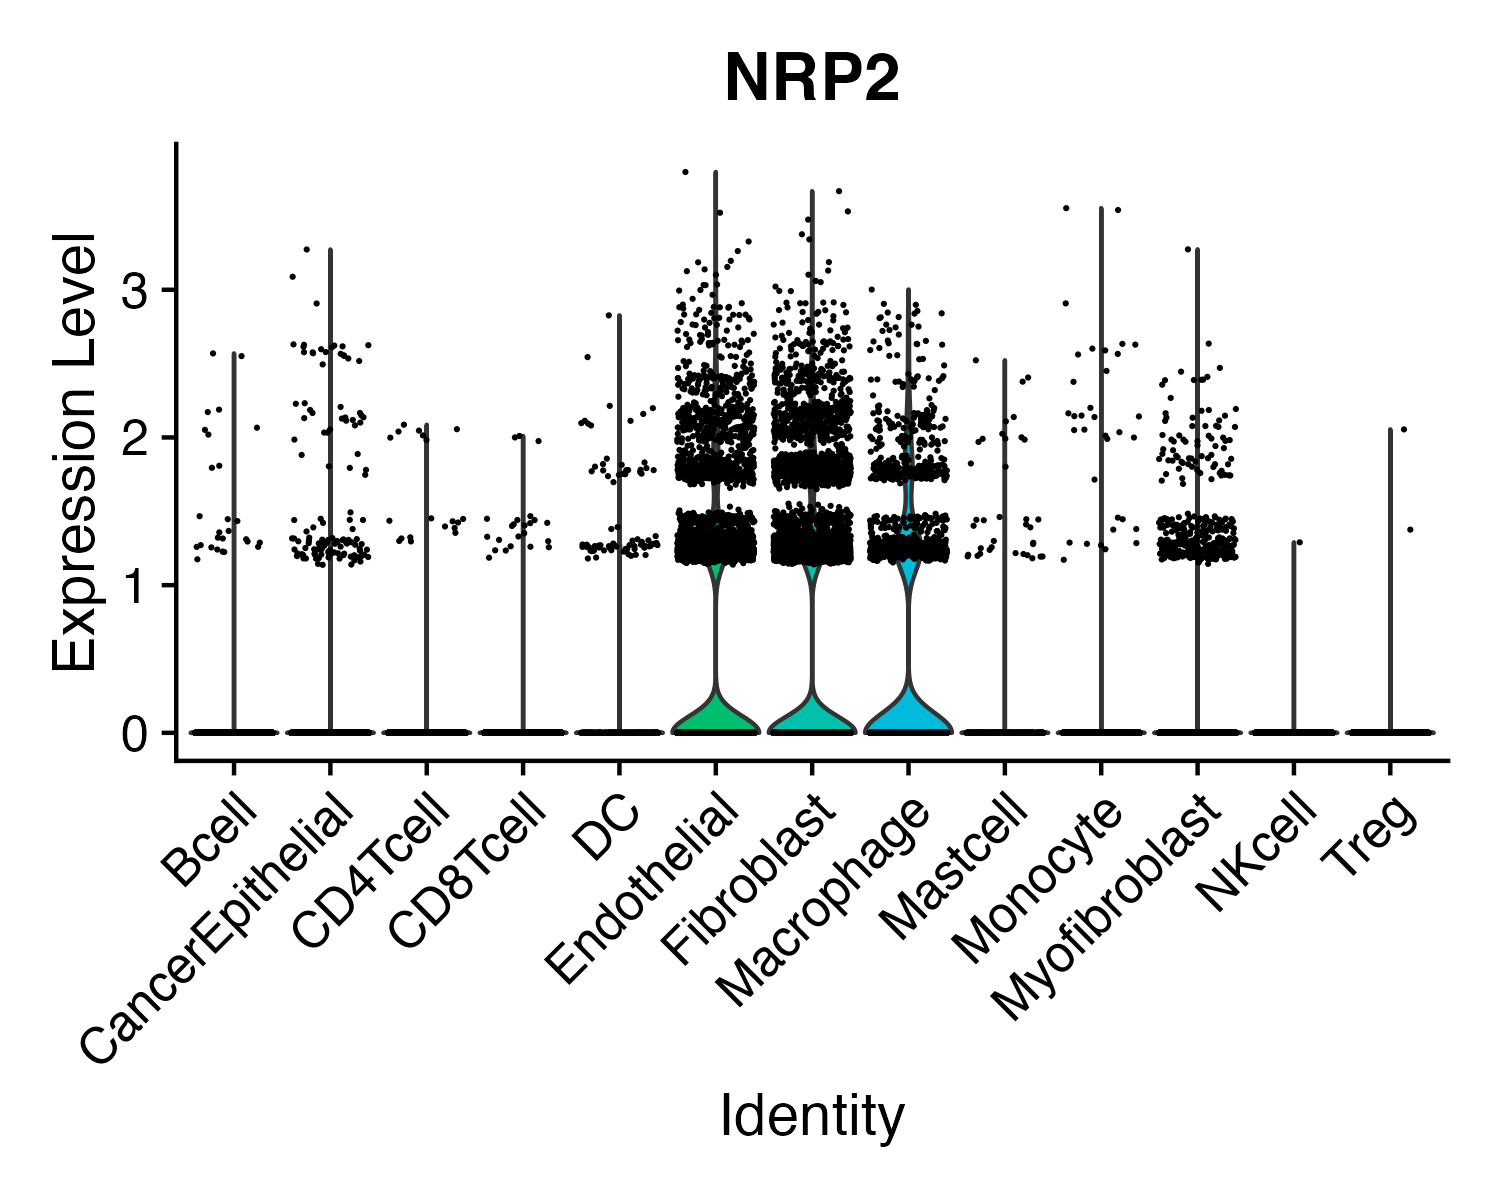 NRP2
Expression Level
3
2
1
0
Bcell
CancerEpithelial
CD4Tcell
CD8Tcell
DC
Endothelial
Fibroblast
Macrophage
Mastcell
Monocyte
Myofibroblast
NKcell
Treg
Identity